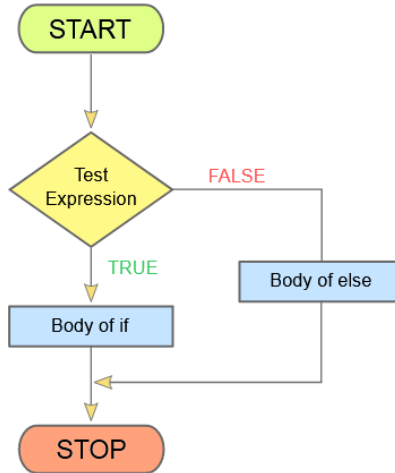 START
Test
Expression
FALSE
TRUE
Body of else
Body of if
STOP